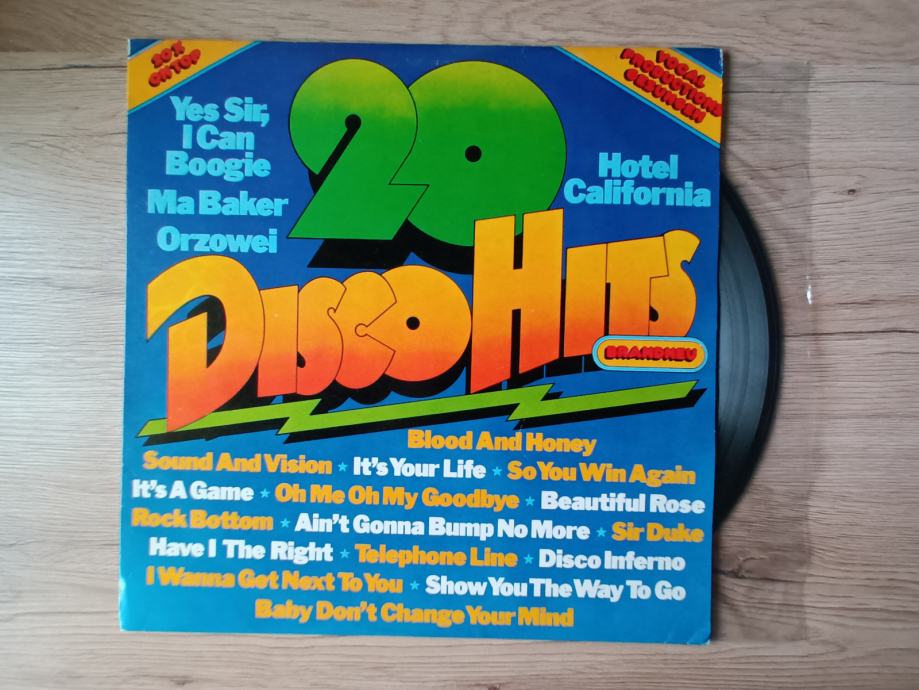 20%
ON TOP
VOCAL
PRODUCTIONS
GESUNGEN
Yes Sir,
I Can
Boogie
Ma Baker
Orzowei
20
Hotel
California
Disco Hits
BRANDNEU
Blood And Honey
Sound And Vision ★ It's Your Life ★ So You Win Again
It's A Game ★ Oh Me Oh My Goodbye ★ Beautiful Rose
Rock Bottom ★ Ain't Gonna Bump No More ★ Sir Duke
Have I The Right ★ Telephone Line ★ Disco Inferno
I Wanna Get Next To You ★ Show You The Way To Go
Baby Don't Change Your Mind